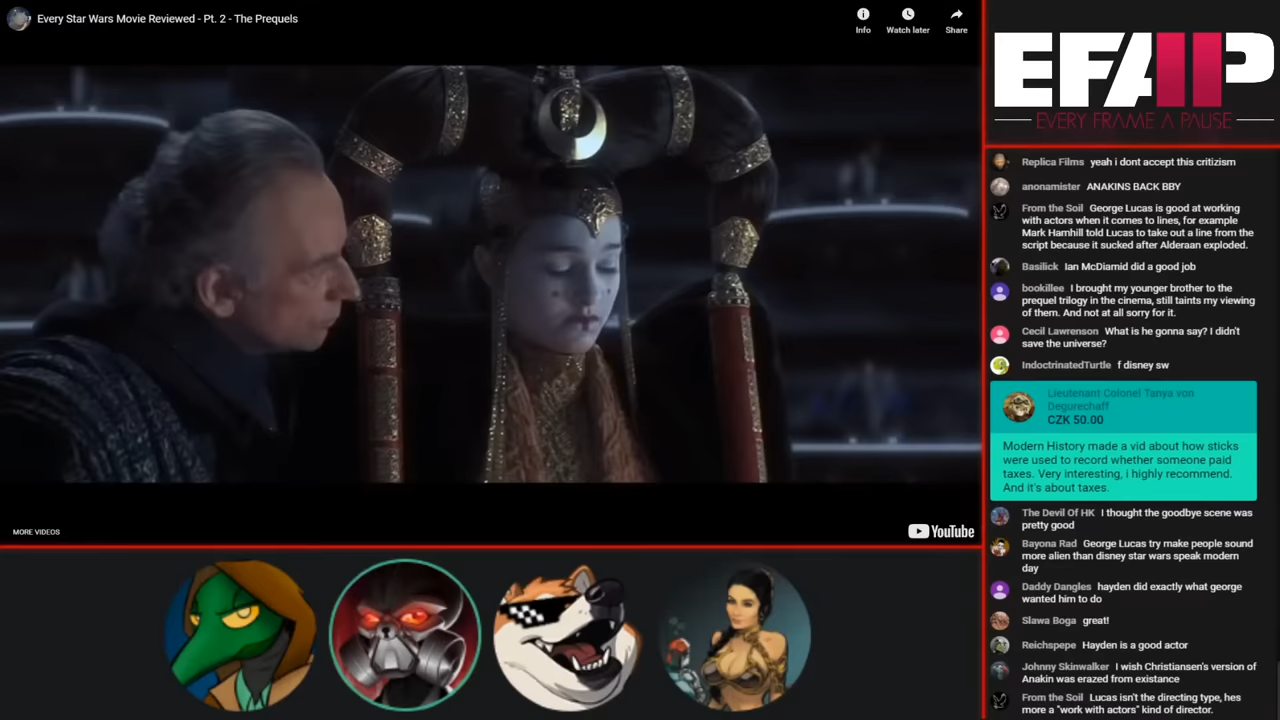 Every Star Wars Movie Reviewed - Pt. 2 - The Prequels
Info
Watch later
Share
MORE VIDEOS
YouTube
EFAP
EVERY FRAME A PAUSE
Replica Films yeah i dont accept this critizism
anonamister ANAKINS BACK BBY
From the Soil George Lucas is good at working
with actors when it comes to lines, for example
Mark Hamhill told Lucas to take out a line from the
script because it sucked after Alderaan exploded.
Basilick Ian McDiamid did a good job
bookillee I brought my younger brother to the
prequel trilogy in the cinema, still taints my viewing
of them. And not at all sorry for it.
Cecil Lawrenson What is he gonna say? I didn't
save the universe?
IndoctrinatedTurtle f disney sw
Lieutenant Colonel Tanya von
Degurechaff
CZK 50.00
Modern History made a vid about how sticks
were used to record whether someone paid
taxes. Very interesting, i highly recommend.
And it's about taxes.
The Devil Of HK I thought the goodbye scene was
pretty good
Bayona Rad George Lucas try make people sound
more alien than disney star wars speak modern
day
Daddy Dangles hayden did exactly what george
wanted him to do
Slawa Boga great!
Reichspepe Hayden is a good actor
Johnny Skinwalker I wish Christiansen's version of
Anakin was erazed from existance
From the Soil Lucas isn't the directing type, hes
more a "work with actors" kind of director.